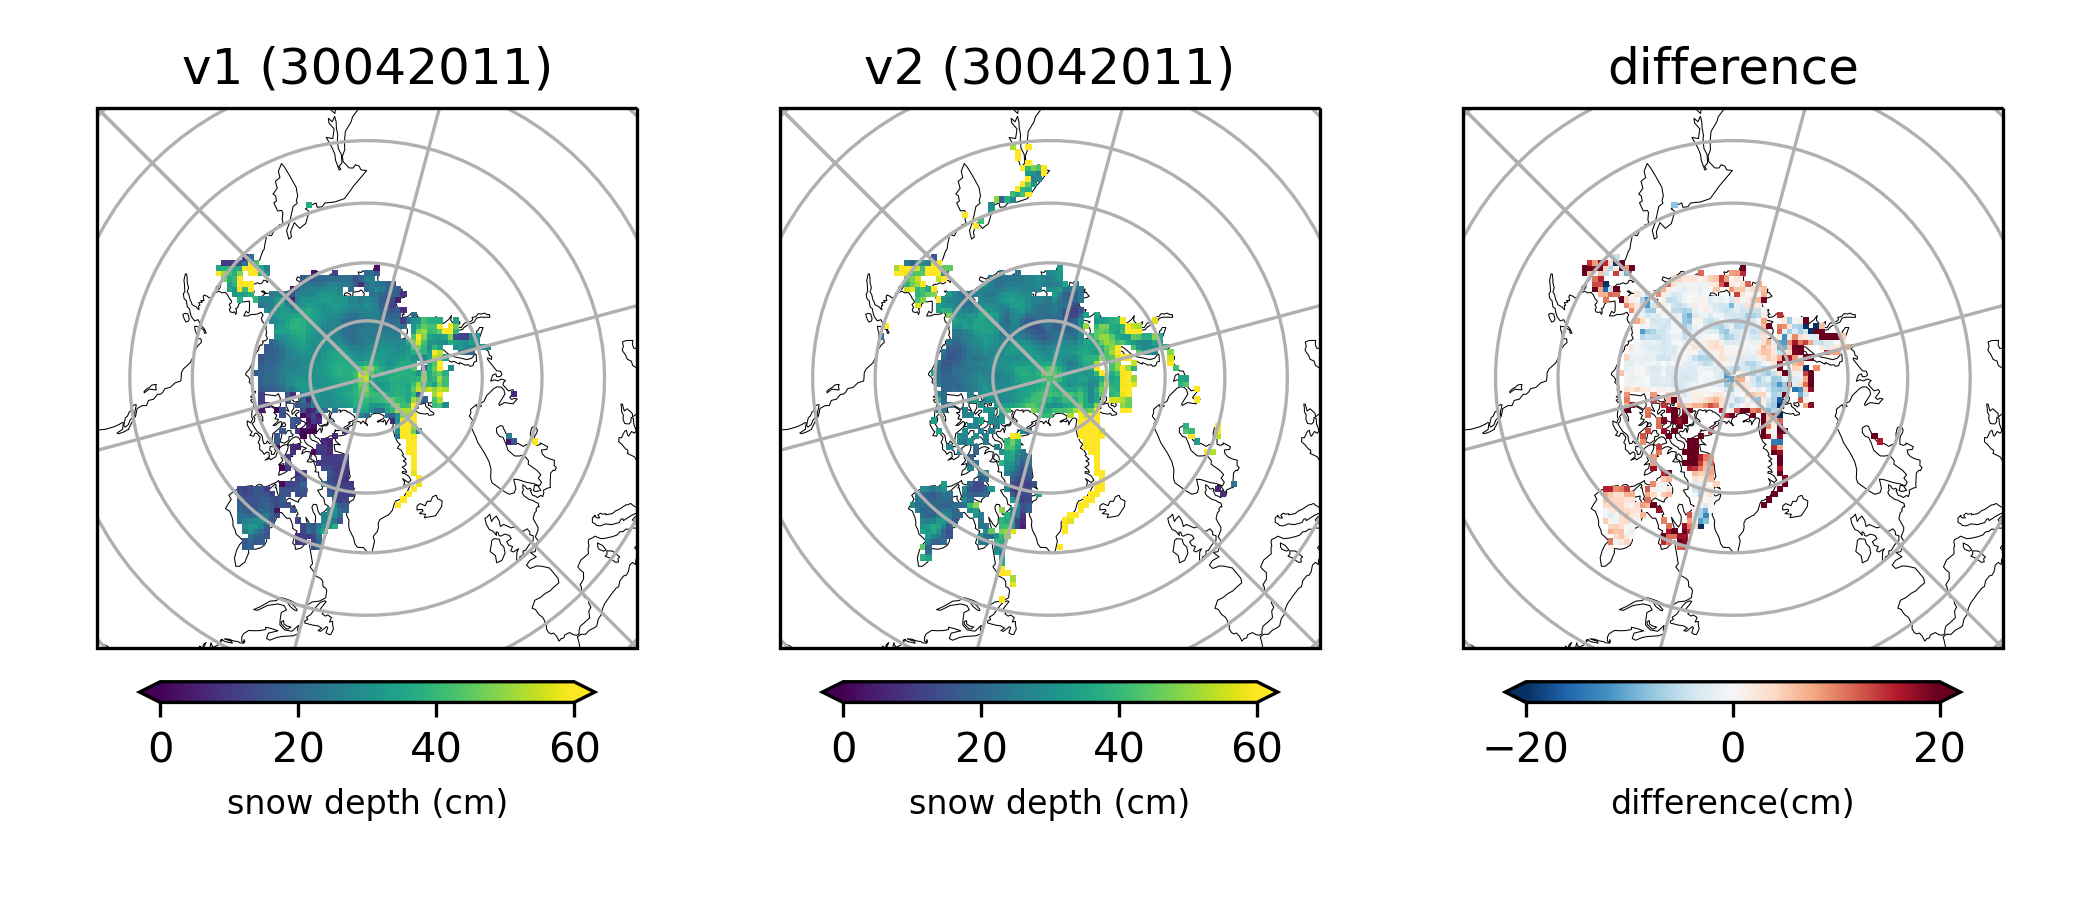 v1 (30042011)
v2 (30042011)
difference
0 20 40 60
snow depth (cm)
0 20 40 60
snow depth (cm)
−20 0 20
difference(cm)